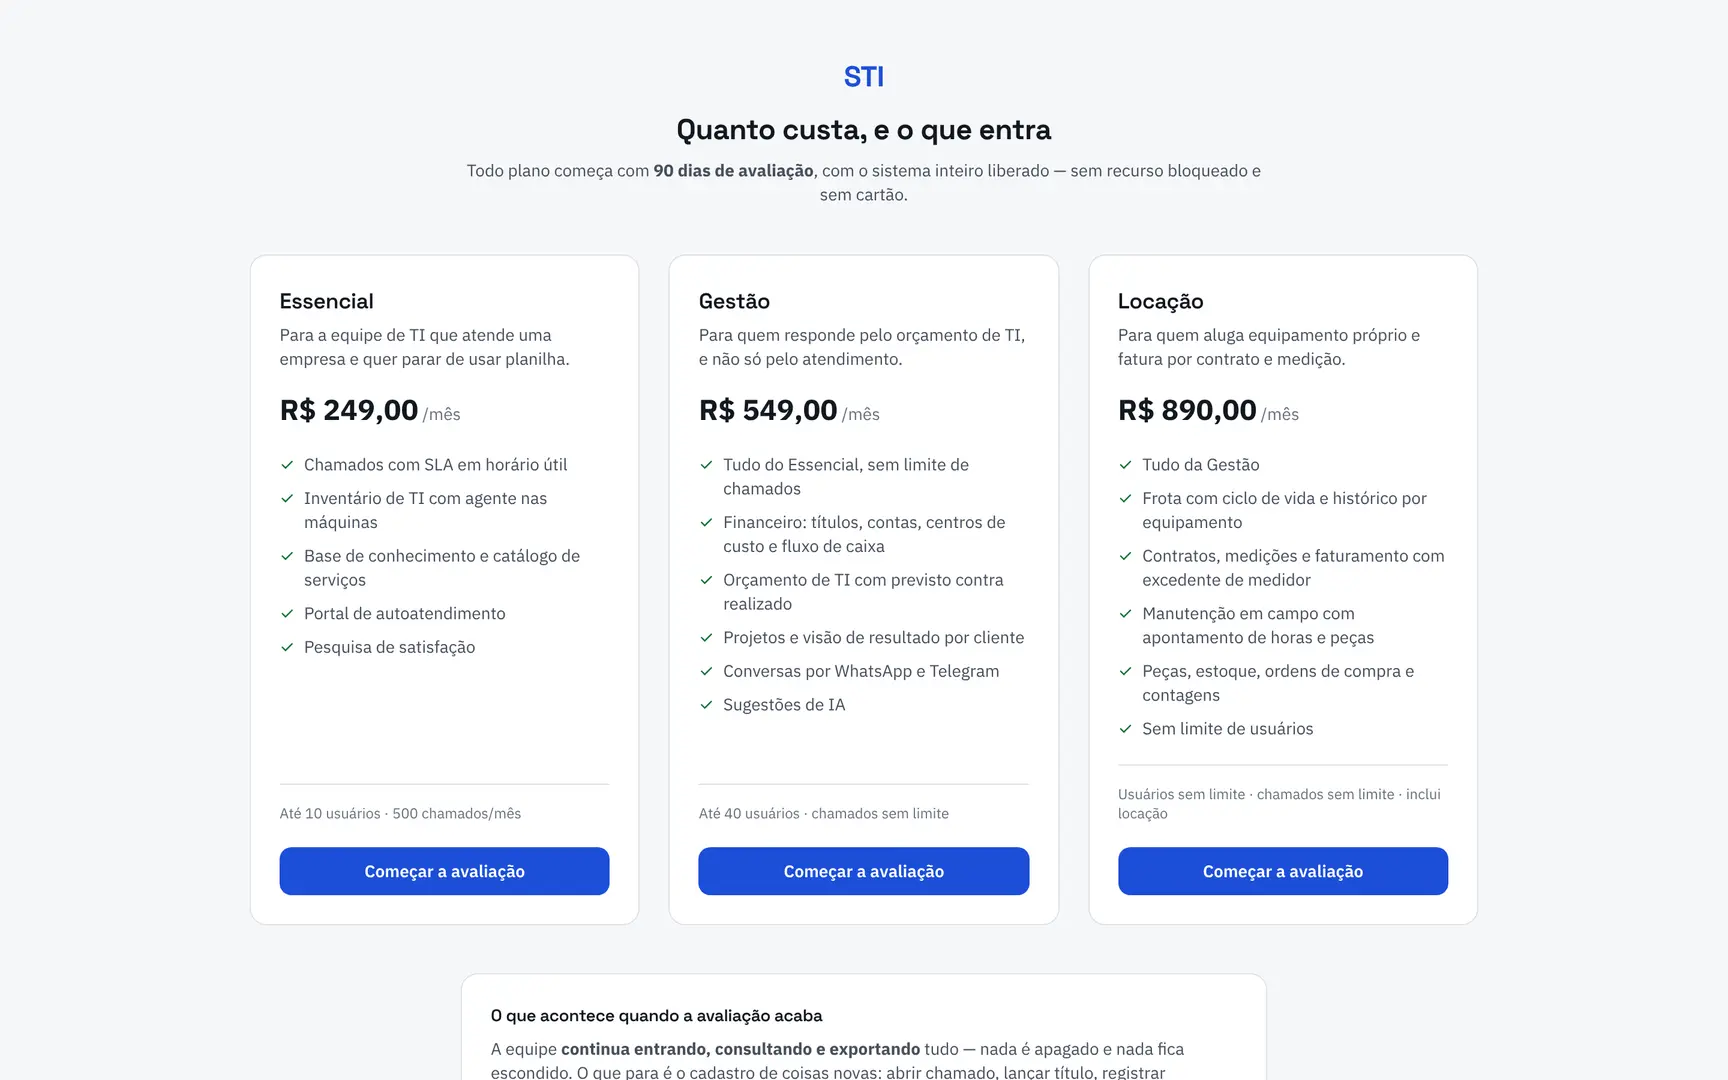 STI
Quanto custa, e o que entra
Todo plano começa com 90 dias de avaliação, com o sistema inteiro liberado — sem recurso bloqueado e
sem cartão.
Essencial
Para a equipe de TI que atende uma
empresa e quer parar de usar planilha.
R$ 249,00 /mês
Chamados com SLA em horário útil
Inventário de TI com agente nas
máquinas
Base de conhecimento e catálogo de
serviços
Portal de autoatendimento
Pesquisa de satisfação
Até 10 usuários · 500 chamados/mês
Começar a avaliação
Gestão
Para quem responde pelo orçamento de TI,
e não só pelo atendimento.
R$ 549,00 /mês
Tudo do Essencial, sem limite de
chamados
Financeiro: títulos, contas, centros de
custo e fluxo de caixa
Orçamento de TI com previsto contra
realizado
Projetos e visão de resultado por cliente
Conversas por WhatsApp e Telegram
Sugestões de IA
Até 40 usuários · chamados sem limite
Começar a avaliação
Locação
Para quem aluga equipamento próprio e
fatura por contrato e medição.
R$ 890,00 /mês
Tudo da Gestão
Frota com ciclo de vida e histórico por
equipamento
Contratos, medições e faturamento com
excedente de medidor
Manutenção em campo com
apontamento de horas e peças
Peças, estoque, ordens de compra e
contagens
Sem limite de usuários
Usuários sem limite · chamados sem limite · inclui
locação
Começar a avaliação
O que acontece quando a avaliação acaba
A equipe continua entrando, consultando e exportando tudo — nada é apagado e nada fica
escondido. O que para é o cadastro de coisas novas: abrir chamado, lançar título, registrar